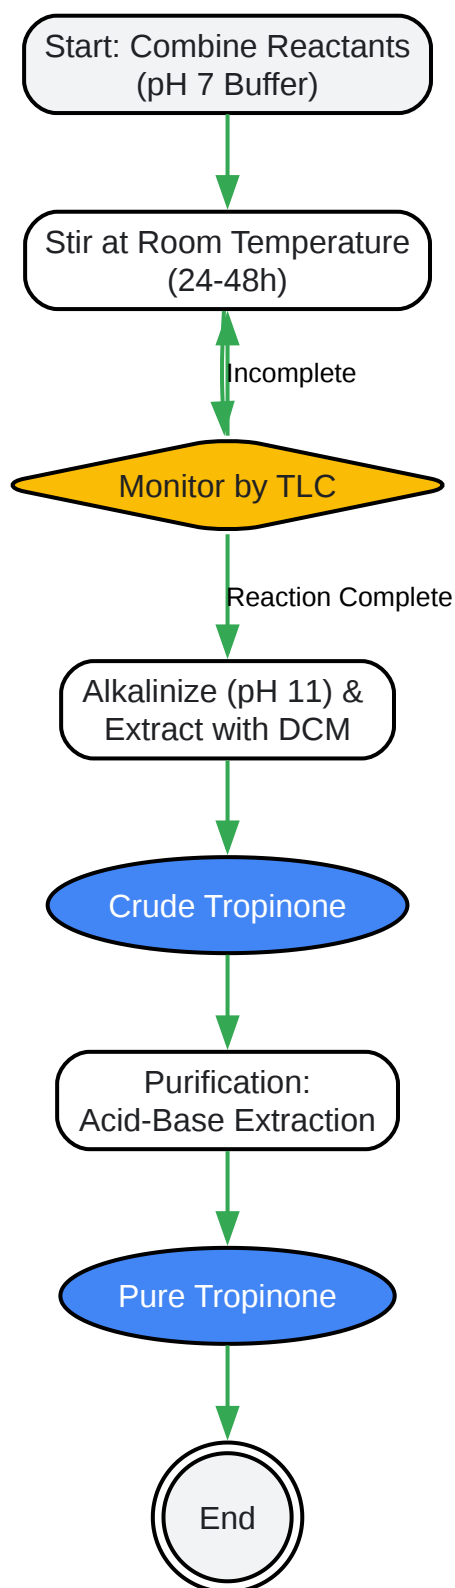 Start: Combine Reactants
(pH 7 Buffer)
Stir at Room Temperature
(24-48h)
Incomplete
Monitor by TLC
Reaction Complete
Alkalinize (pH 11) &
Extract with DCM
Crude Tropinone
Purification:
Acid-Base Extraction
Pure Tropinone
End